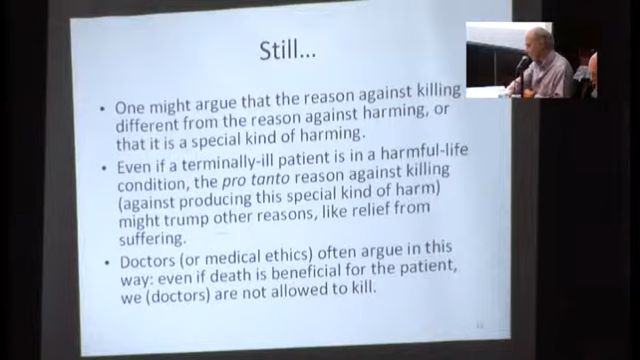 Still...
• One might argue that the reason against killing
different from the reason against harming, or
that it is a special kind of harming.
• Even if a terminally-ill patient is in a harmful-life
condition, the pro tanto reason against killing
(against producing this special kind of harm)
might trump other reasons, like relief from
suffering.
• Doctors (or medical ethics) often argue in this
way: even if death is beneficial for the patient,
we (doctors) are not allowed to kill.